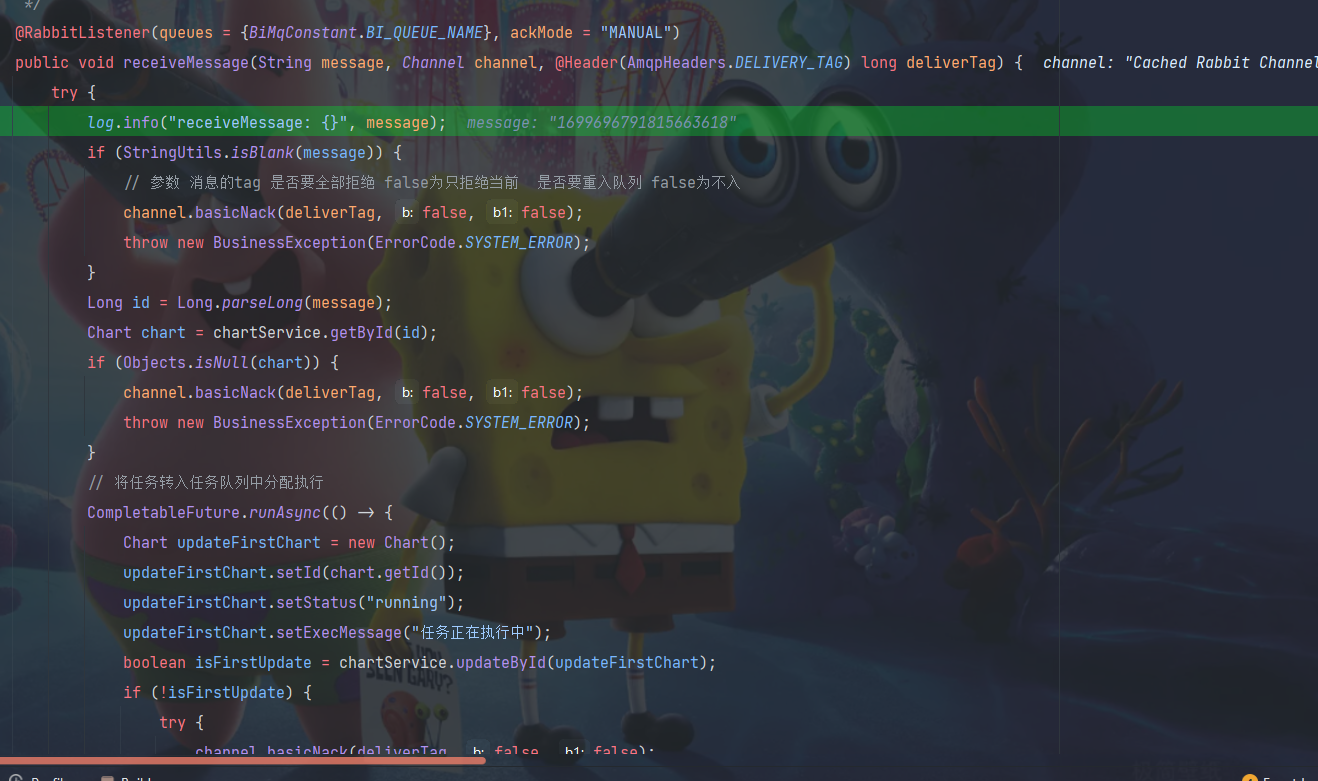 */
@RabbitListener(queues = {BiMqConstant.BI_QUEUE_NAME}, ackMode = "MANUAL")
public void receiveMessage(String message, Channel channel, @Header(AmqpHeaders.DELIVERY_TAG) long deliverTag) {  channel: "Cached Rabbit Channel
try {
log.info("receiveMessage: {}", message);  message: "1699696791815663618"
if (StringUtils.isBlank(message)) {
// 参数 消息的tag 是否要全部拒绝 false为只拒绝当前  是否要重入队列 false为不入
channel.basicNack(deliverTag, b: false, b1: false);
throw new BusinessException(ErrorCode.SYSTEM_ERROR);
}
Long id = Long.parseLong(message);
Chart chart = chartService.getById(id);
if (Objects.isNull(chart)) {
channel.basicNack(deliverTag, b: false, b1: false);
throw new BusinessException(ErrorCode.SYSTEM_ERROR);
}
// 将任务转入任务队列中分配执行
CompletableFuture.runAsync(() -> {
Chart updateFirstChart = new Chart();
updateFirstChart.setId(chart.getId());
updateFirstChart.setStatus("running");
updateFirstChart.setExecMessage("任务正在执行中");
boolean isFirstUpdate = chartService.updateById(updateFirstChart);
if (!isFirstUpdate) {
try {
channel.basicNack(deliverTag, b: false, b1: false);
SEEN GARY?